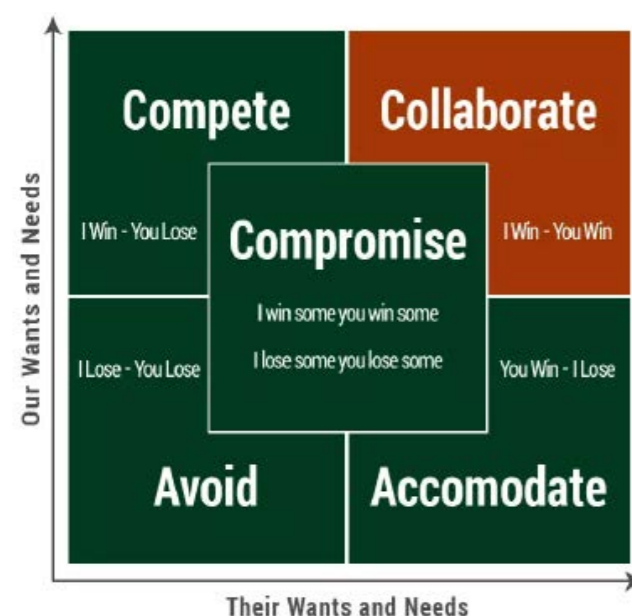 Compete
Collaborate
I Win - You Lose
Compromise
I Win - You Win
I win some you win some
I lose some you lose some
I Lose - You Lose
You Win - I Lose
Avoid
Accomodate
Our Wants and Needs
Their Wants and Needs